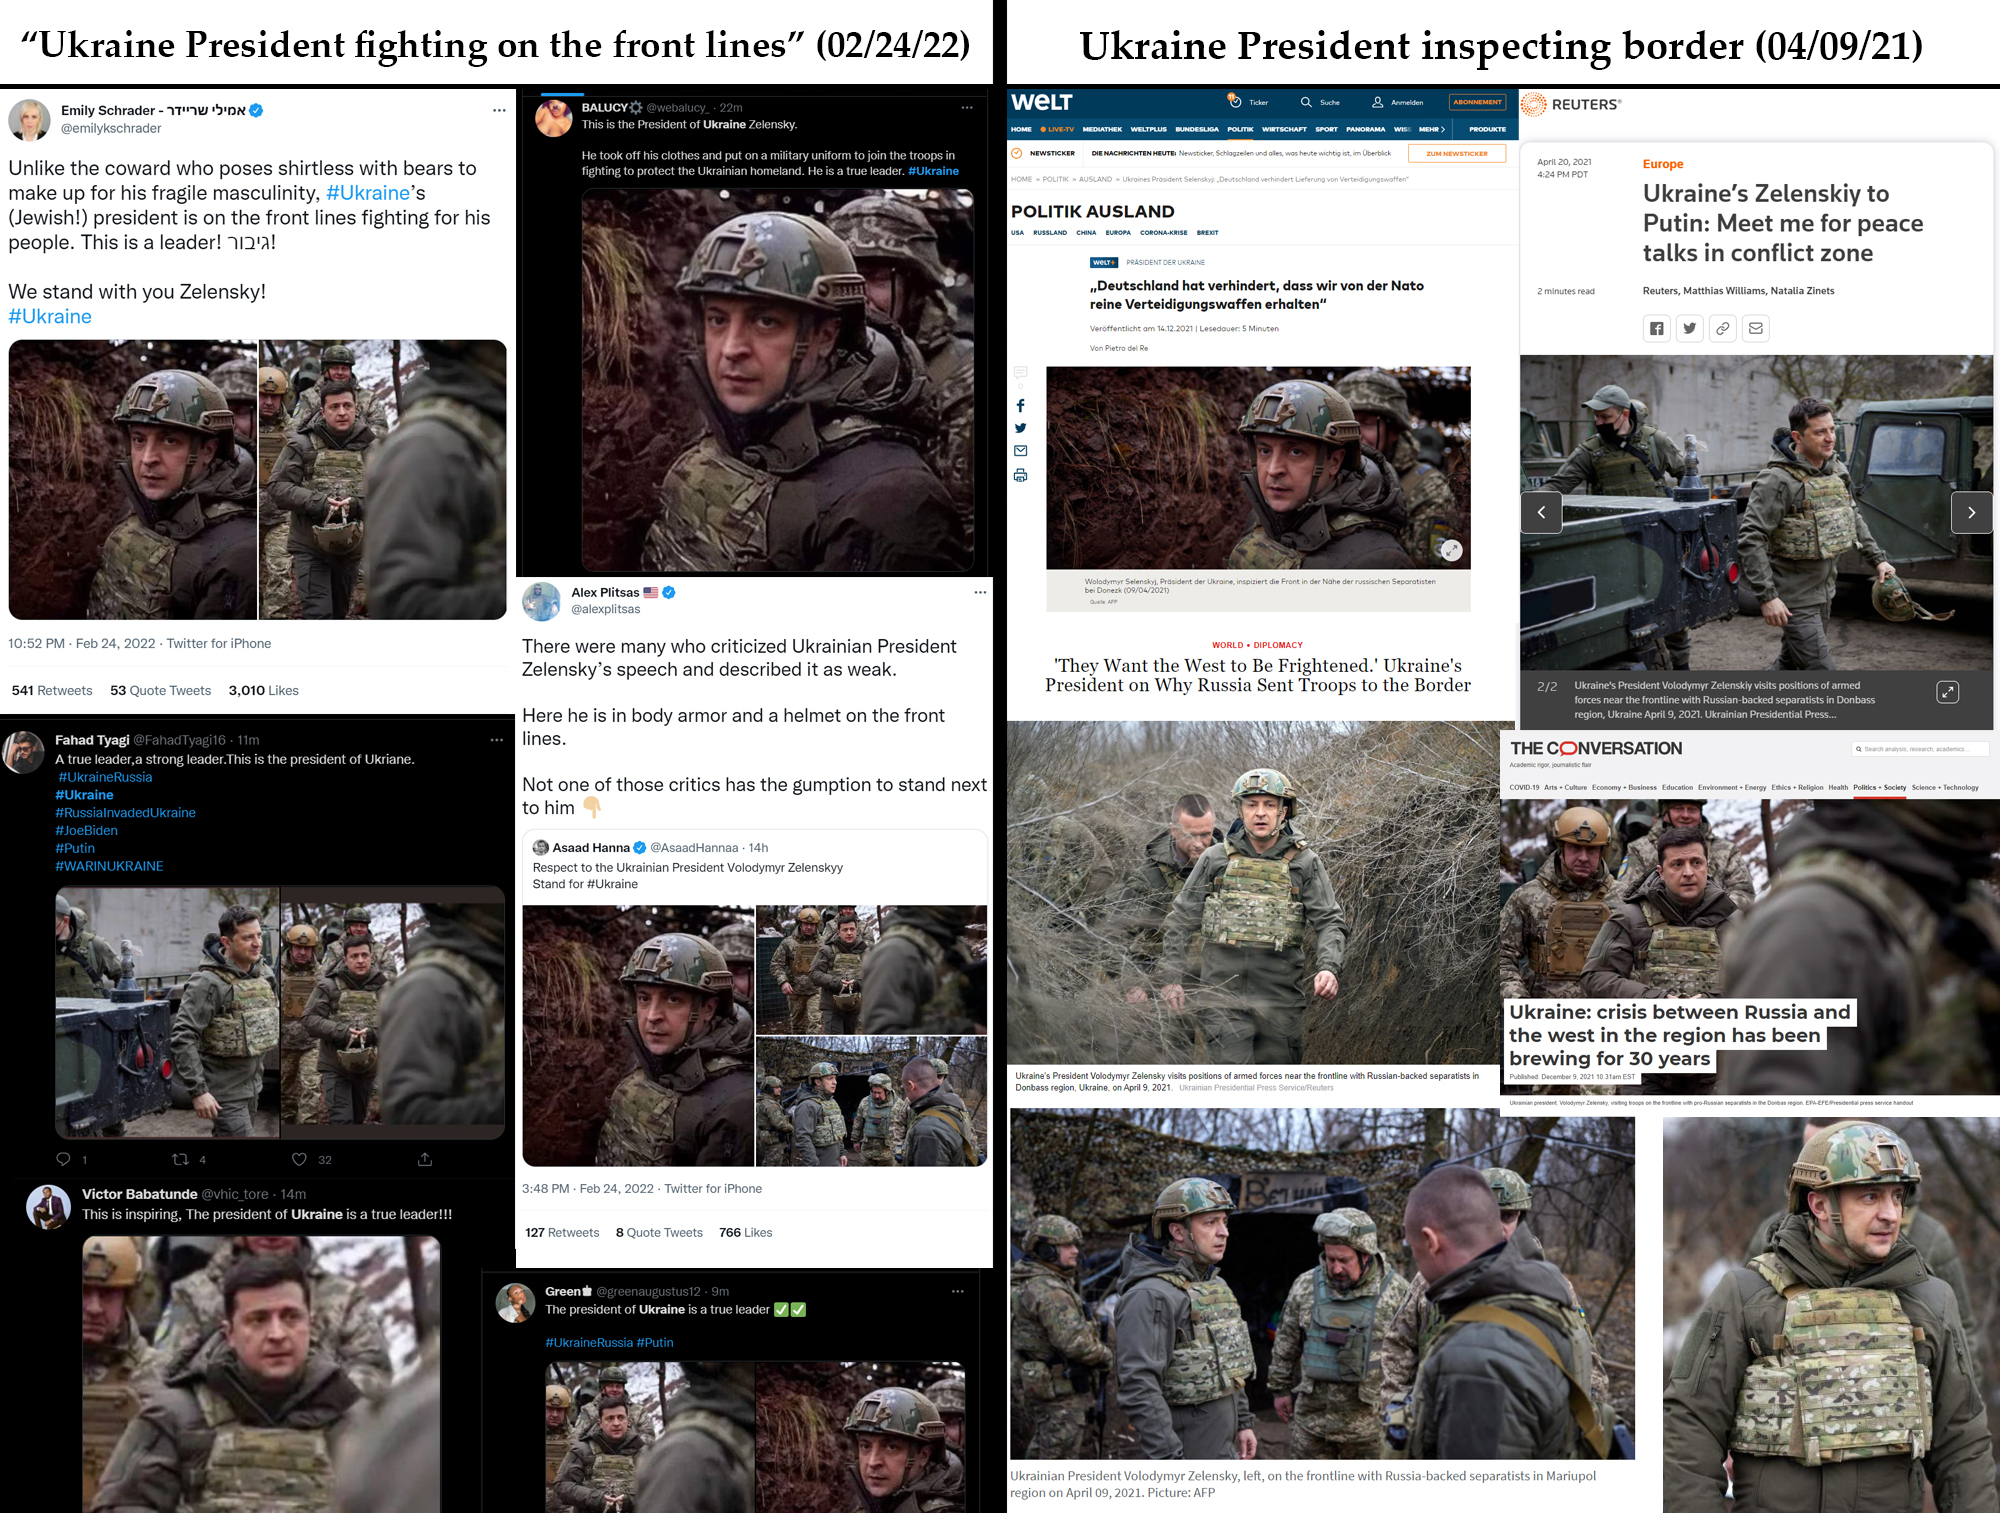 “Ukraine President fighting on the front lines” (02/24/22)
Emily Schrader - אמילי שריידר
@emilykschrader
Unlike the coward who poses shirtless with bears to
make up for his fragile masculinity, #Ukraine's
(Jewish!) president is on the front lines fighting for his
people. This is a leader! גיבור!
We stand with you Zelensky!
#Ukraine
10:52 PM · Feb 24, 2022 · Twitter for iPhone
541 Retweets 53 Quote Tweets 3,010 Likes
BALUCY @webalucy_ · 22m
This is the President of Ukraine Zelensky.
He took off his clothes and put on a military uniform to join the troops in
fighting to protect the Ukrainian homeland. He is a true leader. #Ukraine
Alex Plitsas
@alexplitsas
There were many who criticized Ukrainian President
Zelensky's speech and described it as weak.
Here he is in body armor and a helmet on the front
lines.
Not one of those critics has the gumption to stand next
to him
Asaad Hanna @AsaadHannaa · 14h
Respect to the Ukrainian President Volodymyr Zelenskyy
Stand for #Ukraine
3:48 PM · Feb 24, 2022 · Twitter for iPhone
127 Retweets 8 Quote Tweets 766 Likes
Fahad Tyagi @FahadTyagi16 · 11m
A true leader,a strong leader.This is the president of Ukriane.
#UkraineRussia
#Ukraine
#RussiaInvadedUkraine
#JoeBiden
#Putin
#WARINUKRAINE
1 4 32
Victor Babatunde @vhic_tore · 14m
This is inspiring, The president of Ukraine is a true leader!!!
Green @greenaugustus12 · 9m
The president of Ukraine is a true leader
#UkraineRussia #Putin
Ukraine President inspecting border (04/09/21)
WELT
Ticker Suche Anmelden ABONNEMENT
HOME LIVE-TV MEDIATHEK WELTPLUS BUNDESLIGA POLITIK WIRTSCHAFT SPORT PANORAMA WIS MEHR PRODUKTE
NEWSTICKER DIE NACHRICHTEN HEUTE: Newsticker, Schlagzeilen und alles, was heute wichtig ist, im Überblick ZUM NEWSTICKER
HOME » POLITIK » AUSLAND » Ukraines Präsident Selenskyj: „Deutschland verhindert Lieferung von Verteidigungswaffen“
POLITIK AUSLAND
USA RUSSLAND CHINA EUROPA CORONA-KRISE BREXIT
WELT+ PRÄSIDENT DER UKRAINE
„Deutschland hat verhindert, dass wir von der Nato
reine Verteidigungswaffen erhalten“
Veröffentlicht am 14.12.2021 | Lesedauer: 5 Minuten
Von Pietro del Re
0
Wolodymyr Selenskyj, Präsident der Ukraine, inspiziert die Front in der Nähe der russischen Separatisten
bei Donezk (09/04/2021)
Quelle: AFP
REUTERS®
April 20, 2021
4:24 PM PDT
Europe
Ukraine's Zelenskiy to
Putin: Meet me for peace
talks in conflict zone
2 minutes read
Reuters, Matthias Williams, Natalia Zinets
2/2
Ukraine's President Volodymyr Zelenskiy visits positions of armed
forces near the frontline with Russian-backed separatists in Donbass
region, Ukraine April 9, 2021. Ukrainian Presidential Press...
WORLD • DIPLOMACY
'They Want the West to Be Frightened.' Ukraine's
President on Why Russia Sent Troops to the Border
Ukraine's President Volodymyr Zelensky visits positions of armed forces near the frontline with Russian-backed separatists in
Donbass region, Ukraine, on April 9, 2021. Ukrainian Presidential Press Service/Reuters
THE CONVERSATION
Academic rigor, journalistic flair
Search analysis, research, academics...
COVID-19 Arts + Culture Economy + Business Education Environment + Energy Ethics + Religion Health Politics + Society Science + Technology
Ukraine: crisis between Russia and
the west in the region has been
brewing for 30 years
Published: December 9, 2021 10.31am EST
Ukrainian president, Volodymyr Zelensky, visiting troops on the frontline with pro-Russian separatists in the Donbas region. EPA-EFE/Presidential press service handout
Ukrainian President Volodymyr Zelensky, left, on the frontline with Russia-backed separatists in Mariupol
region on April 09, 2021. Picture: AFP